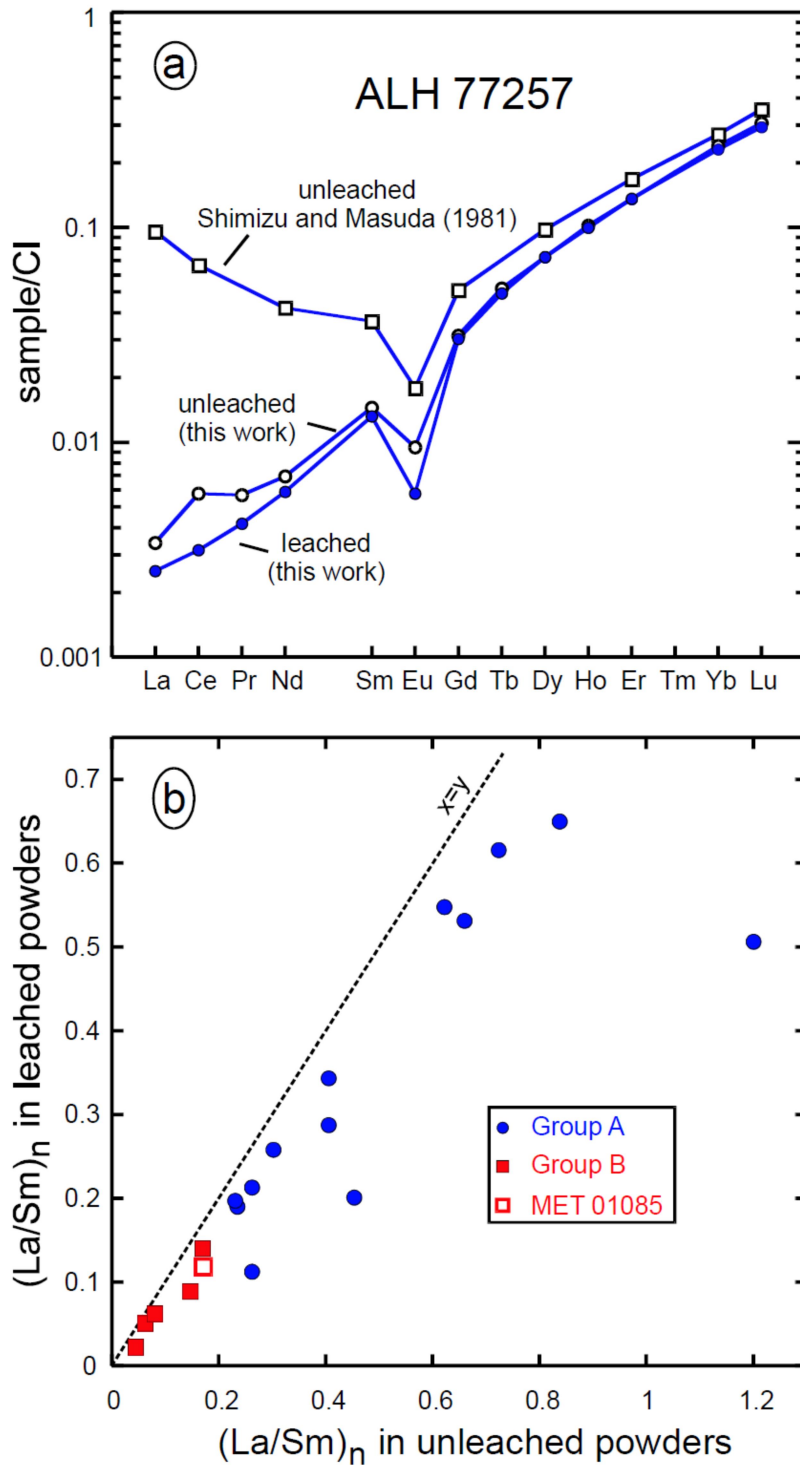 a
ALH 77257
1
0.1
0.01
0.001
sample/CI
unleached
Shimizu and Masuda (1981)
unleached
(this work)
leached
(this work)
La Ce Pr Nd Sm Eu Gd Tb Dy Ho Er Tm Yb Lu
b
x=y
0.7
0.6
0.5
0.4
0.3
0.2
0.1
0
(La/Sm)n in leached powders
Group A
Group B
MET 01085
0 0.2 0.4 0.6 0.8 1 1.2
(La/Sm)n in unleached powders